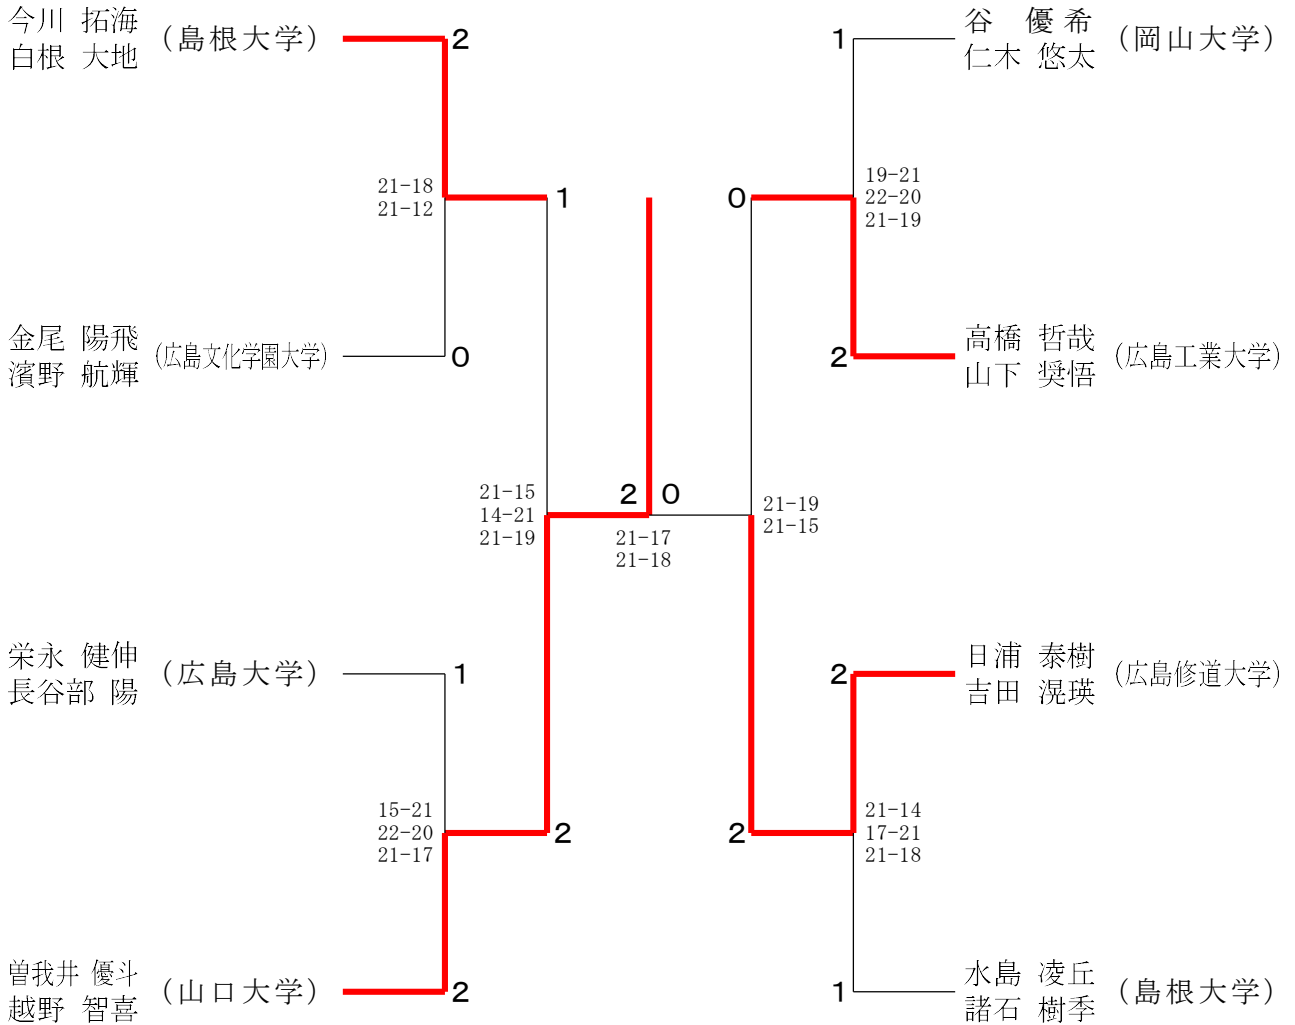 今川 拓海
白根 大地
(島根大学)
2
21-18
21-12
1
金尾 陽飛
濱野 航輝
(広島文化学園大学)
0
21-15
14-21
21-19
栄永 健伸
長谷部 陽
(広島大学)
1
15-21
22-20
21-17
2
曽我井 優斗
越野 智喜
(山口大学)
2
2 0
21-17
21-18
谷 優希
仁木 悠太
(岡山大学)
1
0
19-21
22-20
21-19
高橋 哲哉
山下 奨悟
(広島工業大学)
2
21-19
21-15
日浦 泰樹
吉田 滉瑛
(広島修道大学)
2
2
21-14
17-21
21-18
水島 凌丘
諸石 樹季
(島根大学)
1